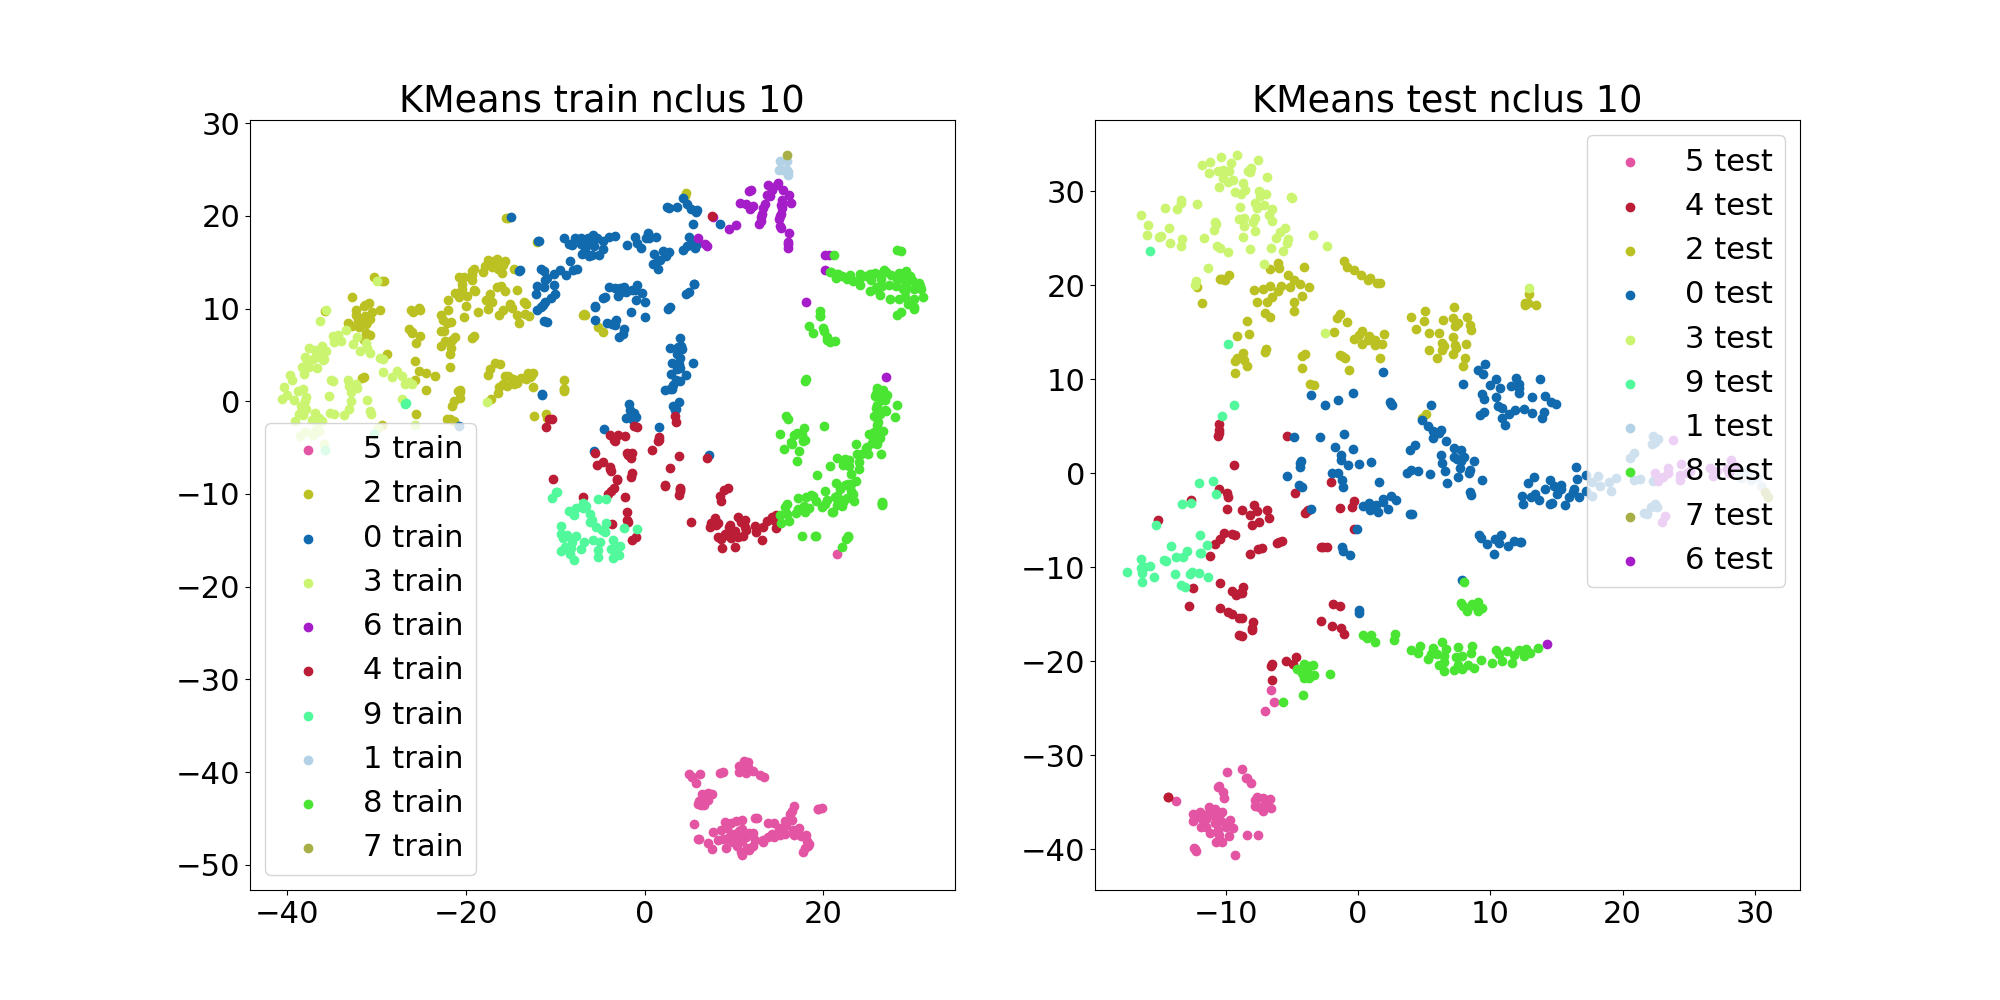 KMeans train nclus 10
30
20
10
0
−10
−20
−30
−40
−50
−40
−20
0
20
5 train
2 train
0 train
3 train
6 train
4 train
9 train
1 train
8 train
7 train
KMeans test nclus 10
30
20
10
0
−10
−20
−30
−40
−10
0
10
20
30
5 test
4 test
2 test
0 test
3 test
9 test
1 test
8 test
7 test
6 test